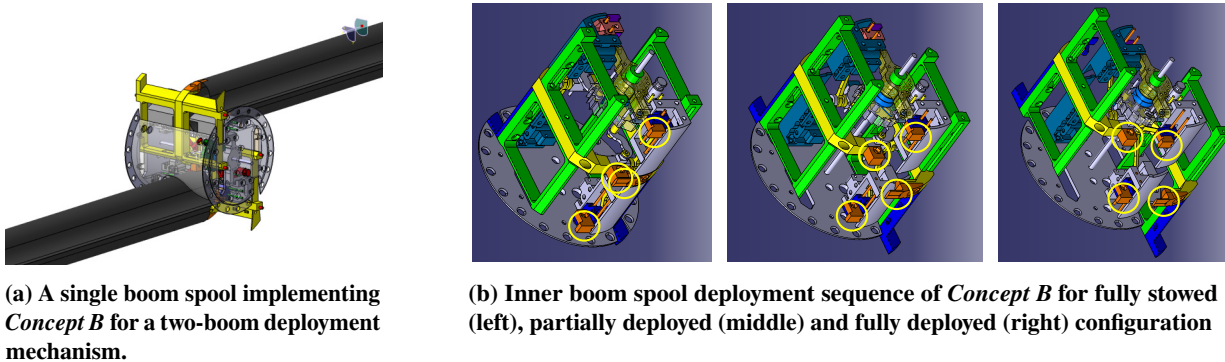 (a) A single boom spool implementing
Concept B for a two-boom deployment
mechanism.
(b) Inner boom spool deployment sequence of Concept B for fully stowed
(left), partially deployed (middle) and fully deployed (right) configuration